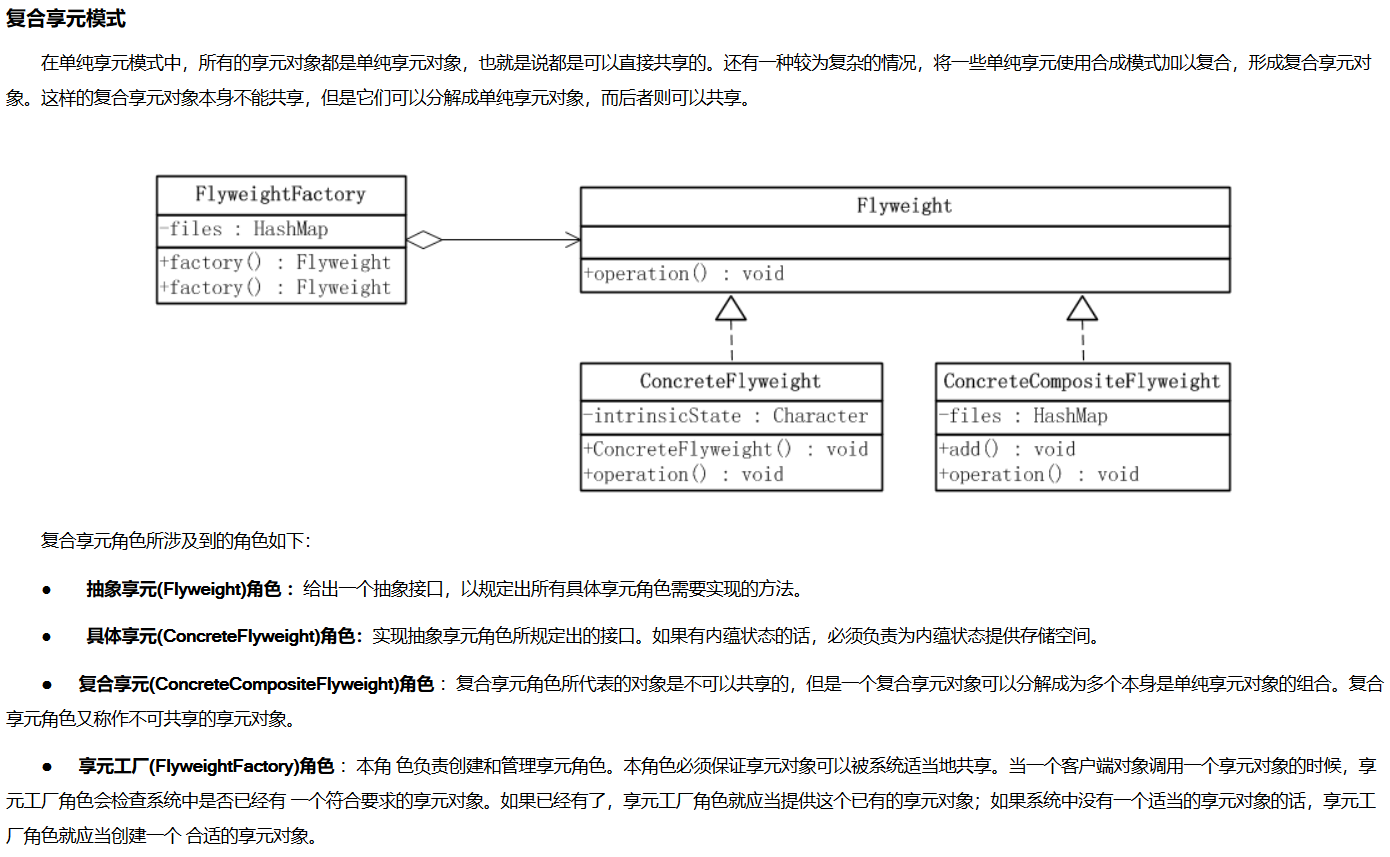 复合享元模式
在单纯享元模式中，所有的享元对象都是单纯享元对象，也就是说都是可以直接共享的。还有一种较为复杂的情况，将一些单纯享元使用合成模式加以复合，形成复合享元对
象。这样的复合享元对象本身不能共享，但是它们可以分解成单纯享元对象，而后者则可以共享。
FlyweightFactory
-files : HashMap
+factory() : Flyweight
+factory() : Flyweight
Flyweight
+operation() : void
ConcreteFlyweight
-intrinsicState : Character
+ConcreteFlyweight() : void
+operation() : void
ConcreteCompositeFlyweight
-files : HashMap
+add() : void
+operation() : void
复合享元角色所涉及到的角色如下：
● 抽象享元(Flyweight)角色 ：给出一个抽象接口，以规定出所有具体享元角色需要实现的方法。
● 具体享元(ConcreteFlyweight)角色：实现抽象享元角色所规定出的接口。如果有内蕴状态的话，必须负责为内蕴状态提供存储空间。
● 复合享元(ConcreteCompositeFlyweight)角色 ：复合享元角色所代表的对象是不可以共享的，但是一个复合享元对象可以分解成为多个本身是单纯享元对象的组合。复合
享元角色又称作不可共享的享元对象。
● 享元工厂(FlyweightFactory)角色 ：本角 色负责创建和管理享元角色。本角色必须保证享元对象可以被系统适当地共享。当一个客户端对象调用一个享元对象的时候，享
元工厂角色会检查系统中是否已经有 一个符合要求的享元对象。如果已经有了，享元工厂角色就应当提供这个已有的享元对象；如果系统中没有一个适当的享元对象的话，享元工
厂角色就应当创建一个 合适的享元对象。